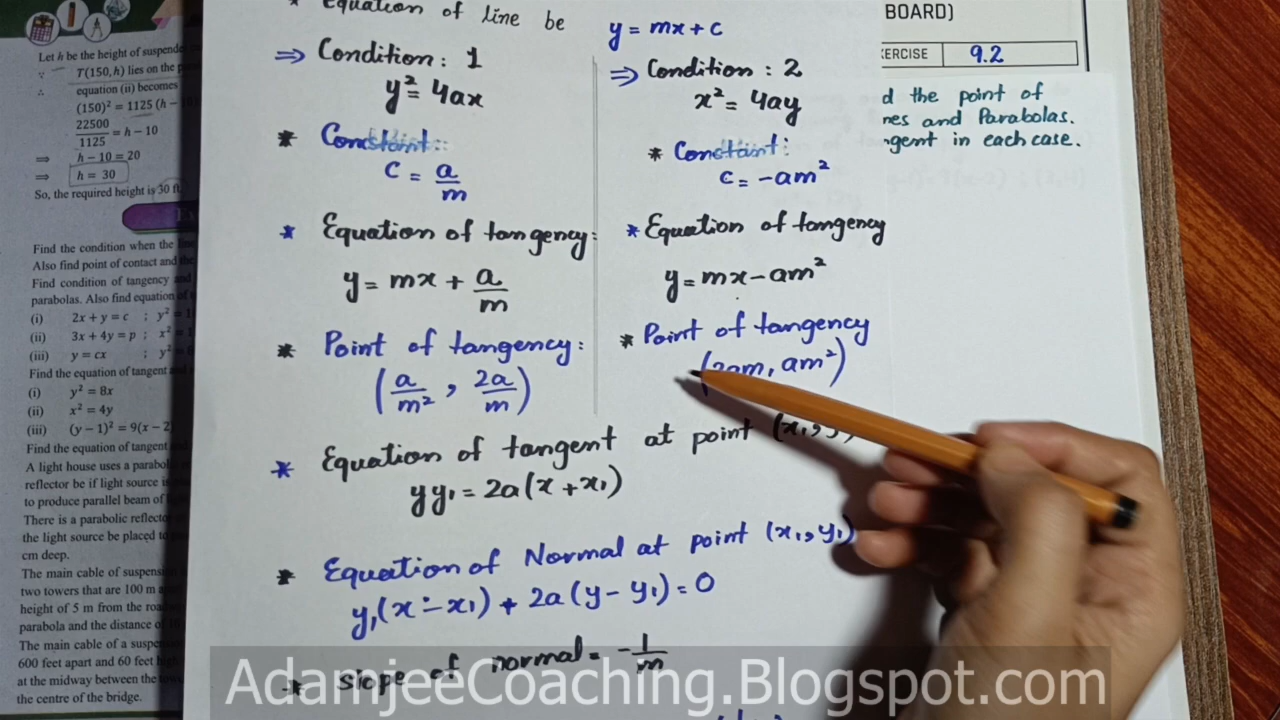 Let h be the height of suspende
∵ T(150, h) lies on the
∴ equation (ii) becomes
(150)² = 1125 (h –
22500/1125 = h – 10
⇒ h – 10 = 20
⇒ h = 30
So, the required height is 30 ft.
Find the condition when the
Also find point of contact and the
Find condition of tangency and
parabolas. Also find equation of
(i) 2x + y = c ; y² =
(ii) 3x + 4y = p ; x² =
(iii) y = cx ; y² =
Find the equation of tangent
(i) y² = 8x
(ii) x² = 4y
(iii) (y – 1)² = 9(x – 2
Find the equation of tangent
A light house uses a parabol
reflector be if light source is
to produce parallel beam of
There is a parabolic reflector
the light source be placed to
cm deep.
The main cable of suspens
two towers that are 100 m
height of 5 m from the roa
parabola and the distance of
The main cable of a suspe
600 feet apart and 60 feet
at the midway between the
the centre of the bridge.
* Equation of line be y = mx + c
⇒ Condition: 1
y² = 4ax
* Constant:
c = a/m
* Equation of tangency:
y = mx + a/m
* Point of tangency:
(a/m², 2a/m)
⇒ Condition: 2
x² = 4ay
* Constant:
c = -am²
* Equation of tangency
y = mx - am²
* Point of tangency
(2am, am²)
* Equation of tangent at point (x₁,
yy₁ = 2a(x + x₁)
* Equation of Normal at point (x₁, y₁)
y₁(x - x₁) + 2a(y - y₁) = 0
* slope of normal = -1/m
BOARD)
XERCISE 9.2
d the point of
nes and Parabolas.
ngent in each case.
AdamjeeCoaching.Blogspot.com